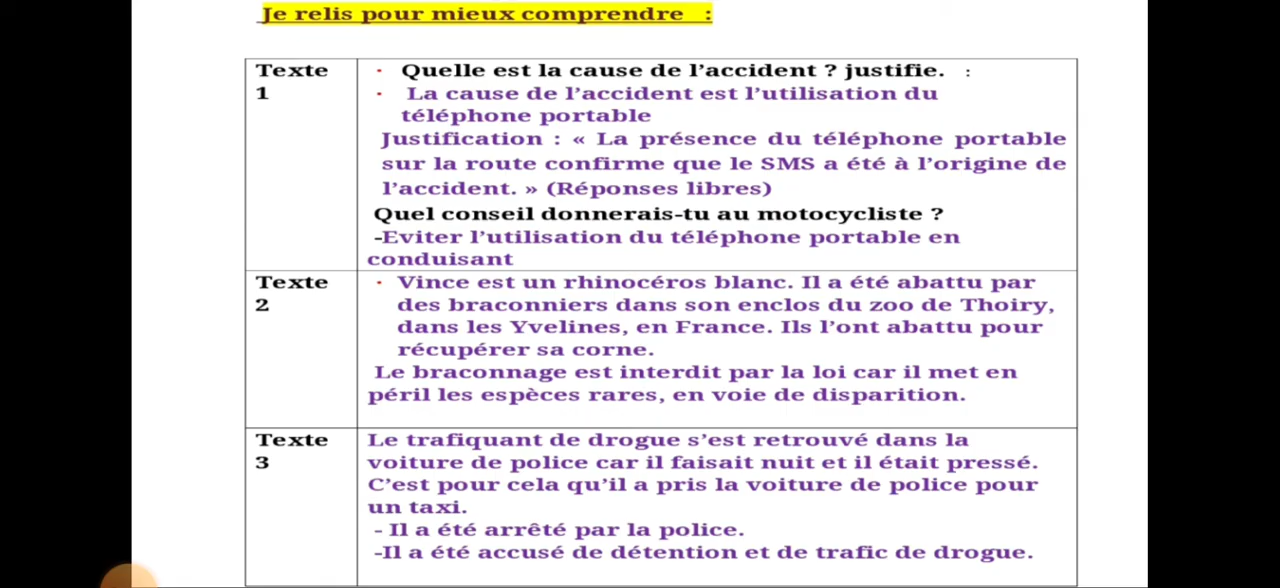 Je relis pour mieux comprendre :
Texte
1
· Quelle est la cause de l’accident ? justifie. :
· La cause de l’accident est l’utilisation du
téléphone portable
Justification : « La présence du téléphone portable
sur la route confirme que le SMS a été à l’origine de
l’accident. » (Réponses libres)
Quel conseil donnerais-tu au motocycliste ?
-Eviter l’utilisation du téléphone portable en
conduisant
Texte
2
· Vince est un rhinocéros blanc. Il a été abattu par
des braconniers dans son enclos du zoo de Thoiry,
dans les Yvelines, en France. Ils l’ont abattu pour
récupérer sa corne.
Le braconnage est interdit par la loi car il met en
péril les espèces rares, en voie de disparition.
Texte
3
Le trafiquant de drogue s’est retrouvé dans la
voiture de police car il faisait nuit et il était pressé.
C’est pour cela qu’il a pris la voiture de police pour
un taxi.
- Il a été arrêté par la police.
-Il a été accusé de détention et de trafic de drogue.